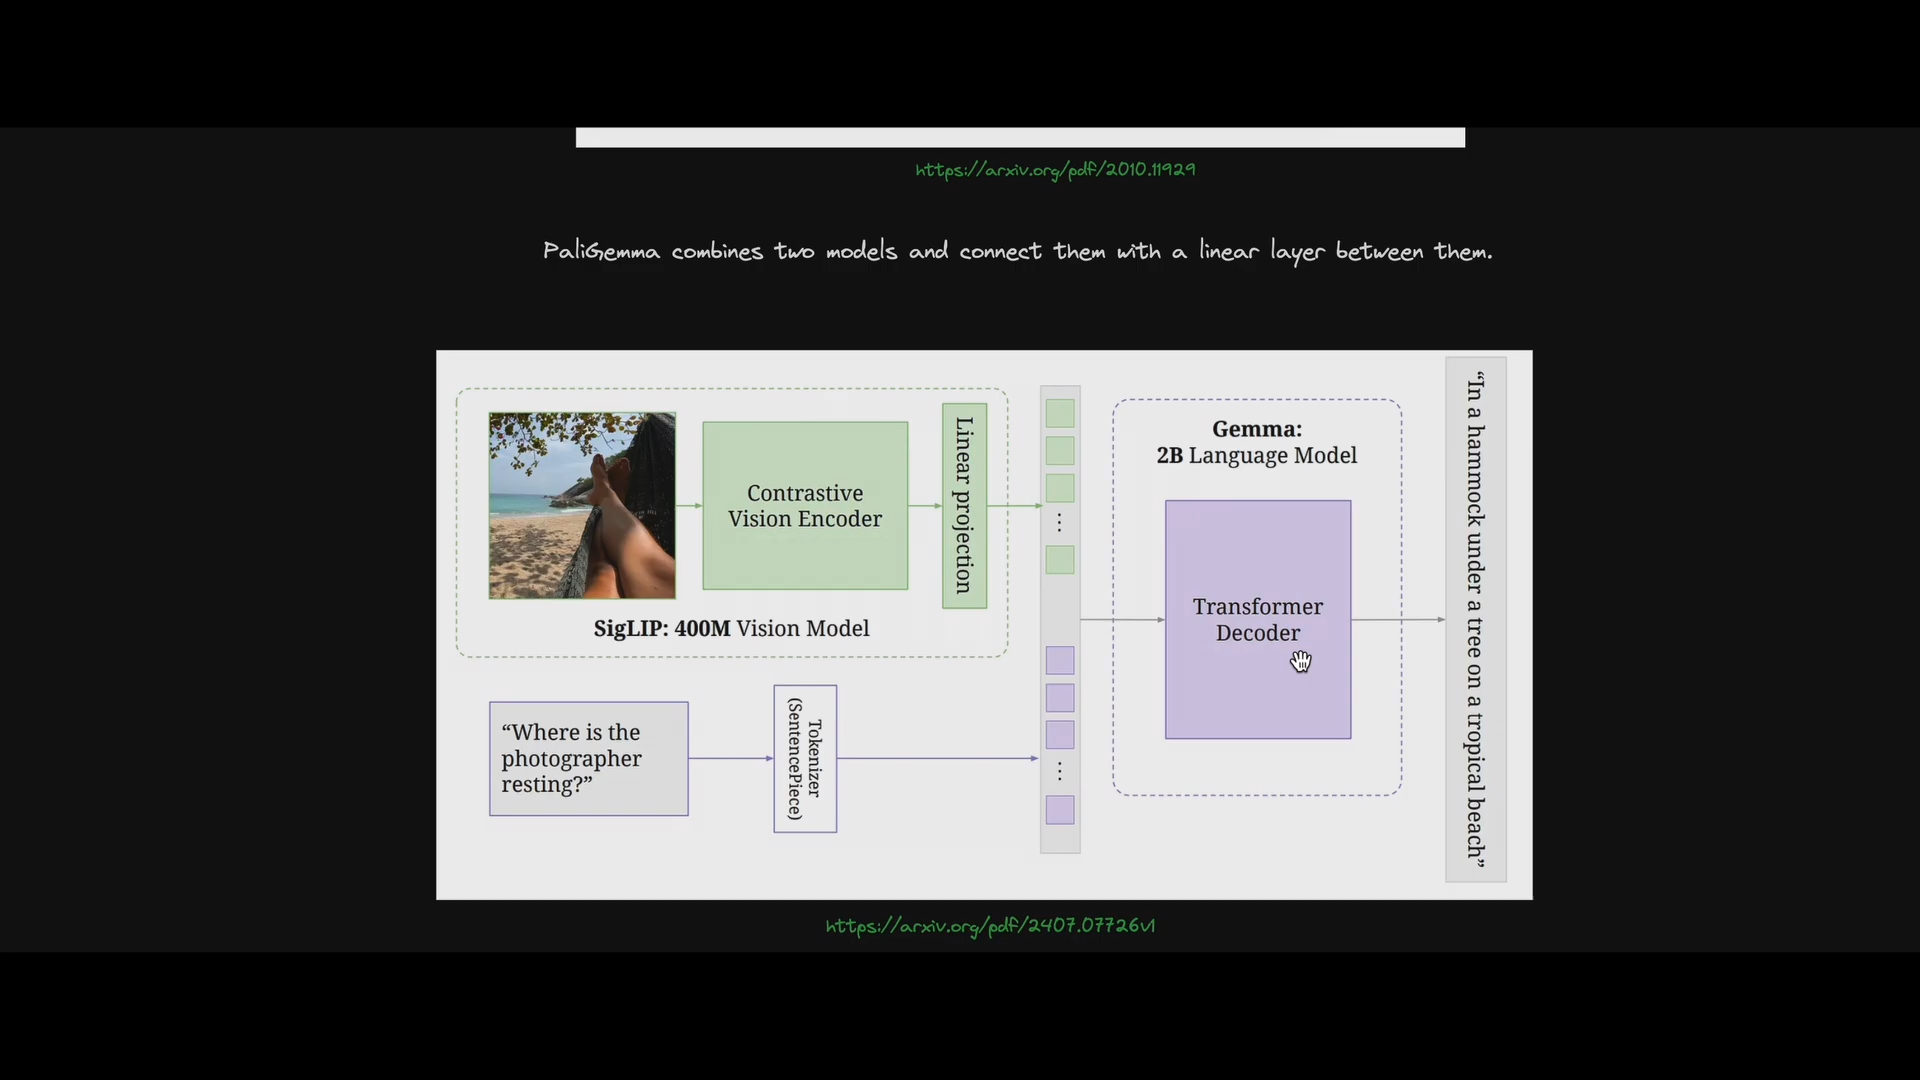 https://arxiv.org/pdf/2010.11929
PaliGemma combines two models and connect them with a linear layer between them.
Contrastive
Vision Encoder
Linear projection
SigLIP: 400M Vision Model
“Where is the
photographer
resting?”
Tokenizer
(SentencePiece)
Gemma:
2B Language Model
Transformer
Decoder
“In a hammock under a tree on a tropical beach”
https://arxiv.org/pdf/2407.07726v1